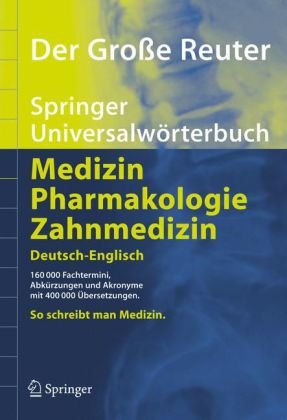 Der Große Reuter
Springer
Universalwörterbuch
Medizin
Pharmakologie
Zahnmedizin
Deutsch-Englisch
160 000 Fachtermini,
Abkürzungen und Akronyme
mit 400 000 Übersetzungen.
So schreibt man Medizin.
Springer